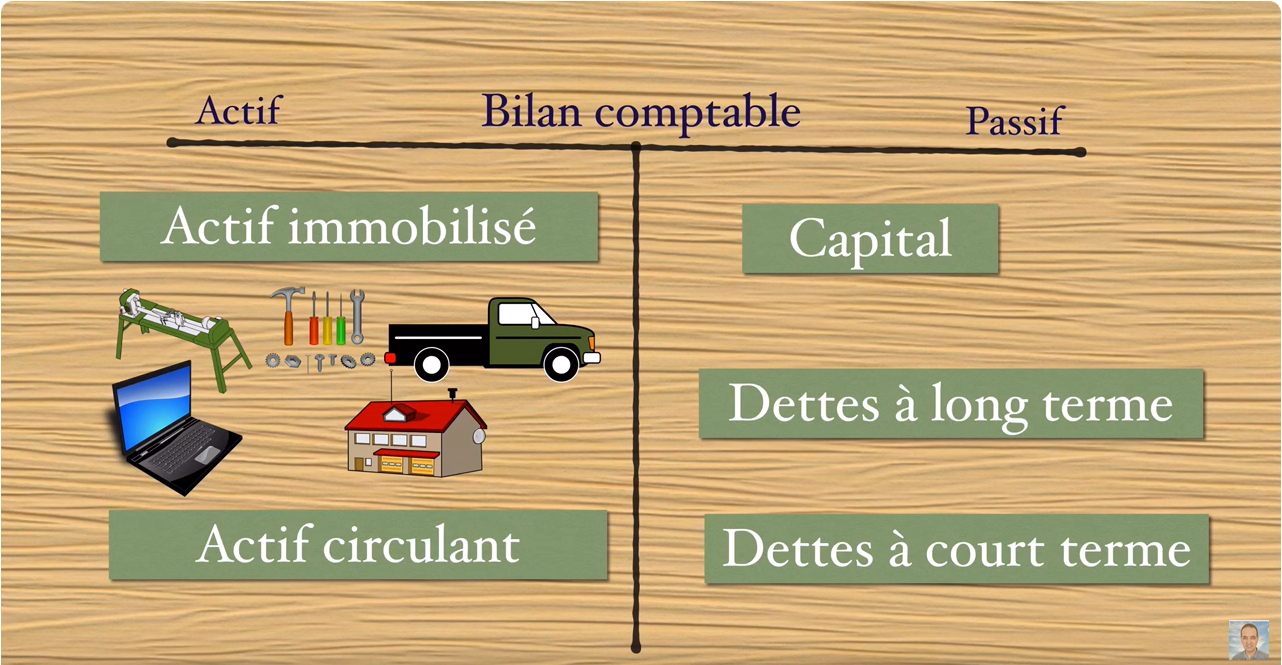 Actif
Bilan comptable
Passif
Actif immobilisé
Capital
Dettes à long terme
Actif circulant
Dettes à court terme